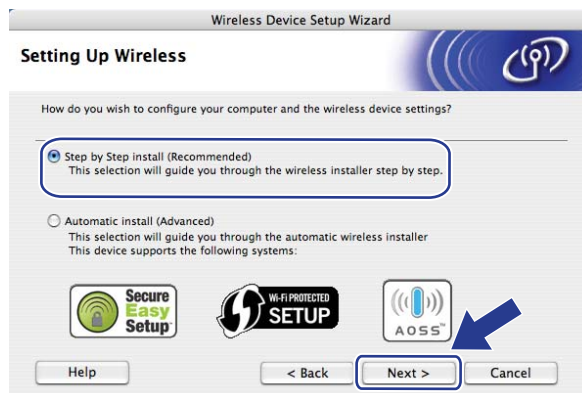 Wireless Device Setup Wizard
Setting Up Wireless
How do you wish to configure your computer and the wireless device settings?
Step by Step install (Recommended)
This selection will guide you through the wireless installer step by step.
Automatic install (Advanced)
This selection will guide you through the automatic wireless installer
This device supports the following systems:
Secure
Easy
Setup™
WI-FI PROTECTED
SETUP
AOSS™
Help
< Back
Next >
Cancel